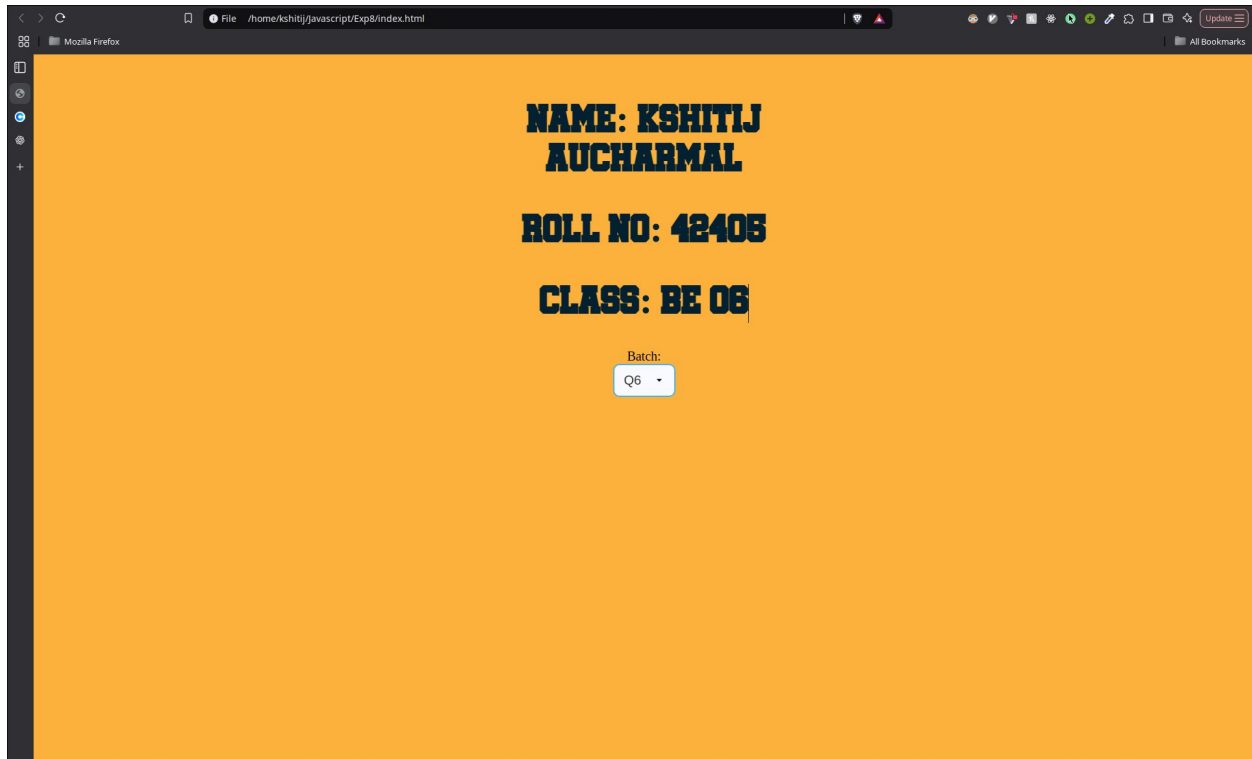 File /home/kshitij/Javascript/Exp8/index.html
Update
Mozilla Firefox
All Bookmarks
NAME: KSHITIJ
AUCHARMAL
ROLL NO: 42405
CLASS: BE 06
Batch:
Q6